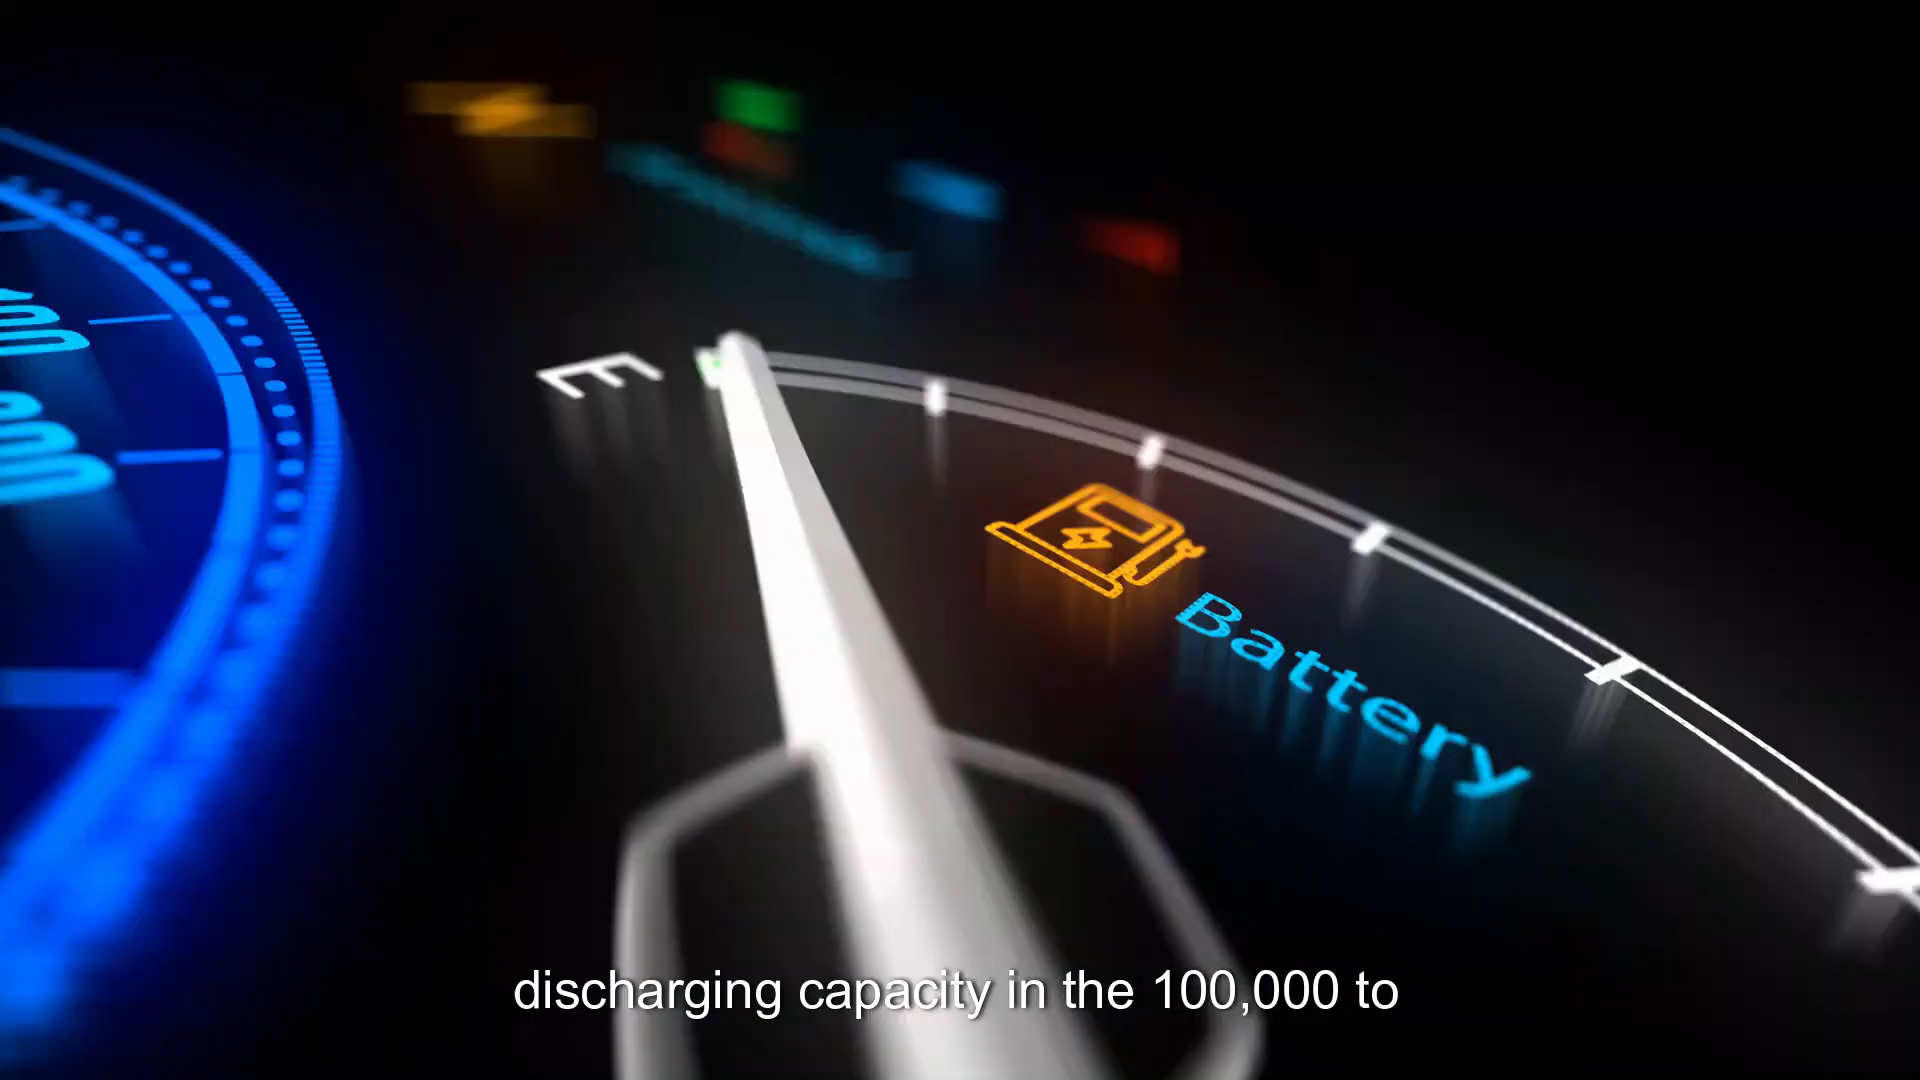 E
Battery
discharging capacity in the 100,000 to